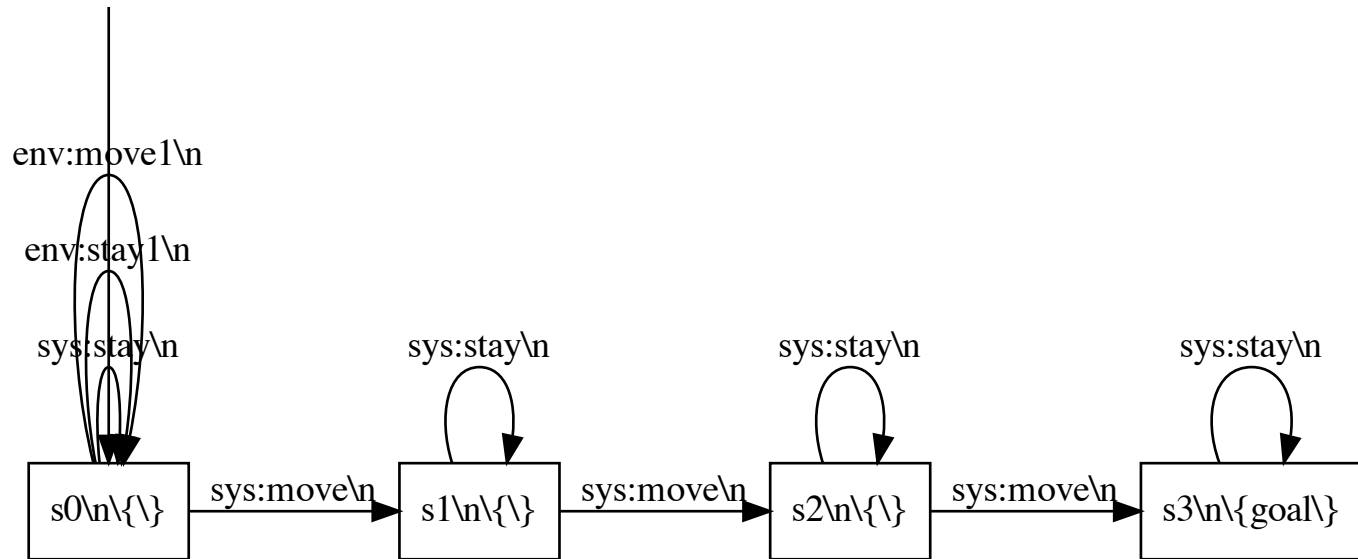 env:move1\n
env:stay1\n
sys:stay\n
sys:stay\n
sys:stay\n
sys:stay\n
s0\n\{\}
sys:move\n
s1\n\{\}
sys:move\n
s2\n\{\}
sys:move\n
s3\n\{goal\}